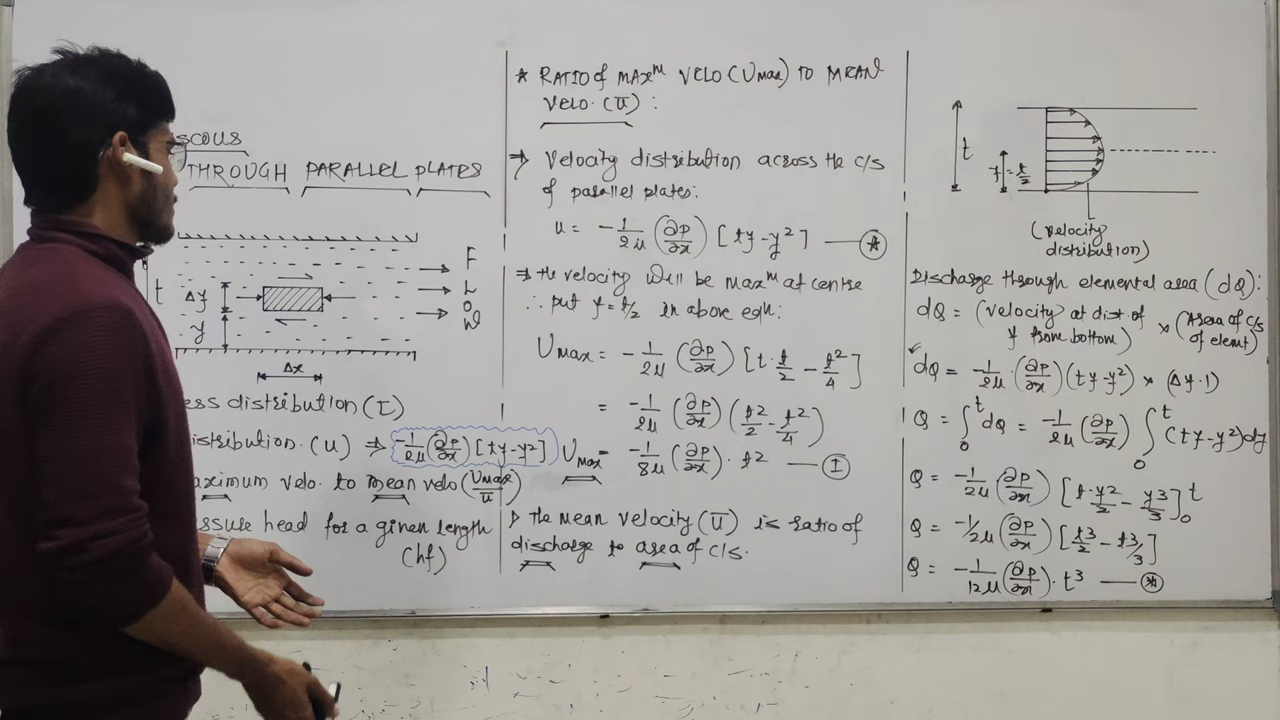 scous
THROUGH PARALLEL PLATES
t
Δy
y
Δx
F
L
O
W
ess distribution (τ)
istribution. (u) ⇒ -1/2μ (∂p/∂x) [ty-y²]
aximum velo. to mean velo (Umax/ū)
essure head for a given length
(hf)
* RATIO of MAXᵐ VELO (Umax) TO MEAN
VELO. (ū) :
⇒ Velocity distribution across the c/s
of parallel plates:
u = -1/2μ (∂p/∂x) [ty-y²] —(*)
⇒ the velocity will be maxᵐ at centre
∴ put y = t/2 in above eqn:
Umax = -1/2μ (∂p/∂x) [t·t/2 - t²/4]
= -1/2μ (∂p/∂x) (t²/2 - t²/4)
Umax = -1/8μ (∂p/∂x) · t² —(I)
▷ the mean velocity (ū) is ratio of
discharge to area of c/s.
t
y = t/2
(velocity
distribution)
Discharge through elemental area (dQ):
dQ = (velocity at dist. of y from bottom) × (Area of c/s of elemt)
dQ = -1/2μ · (∂p/∂x) (ty-y²) × (Δy·1)
Q = ∫₀ᵗ dQ = -1/2μ (∂p/∂x) ∫₀ᵗ (ty-y²)dy
Q = -1/2μ (∂p/∂x) [t·y²/2 - y³/3]₀ᵗ
Q = -1/2μ (∂p/∂x) [t³/2 - t³/3]
Q = -1/12μ (∂p/∂x) · t³ —(**)